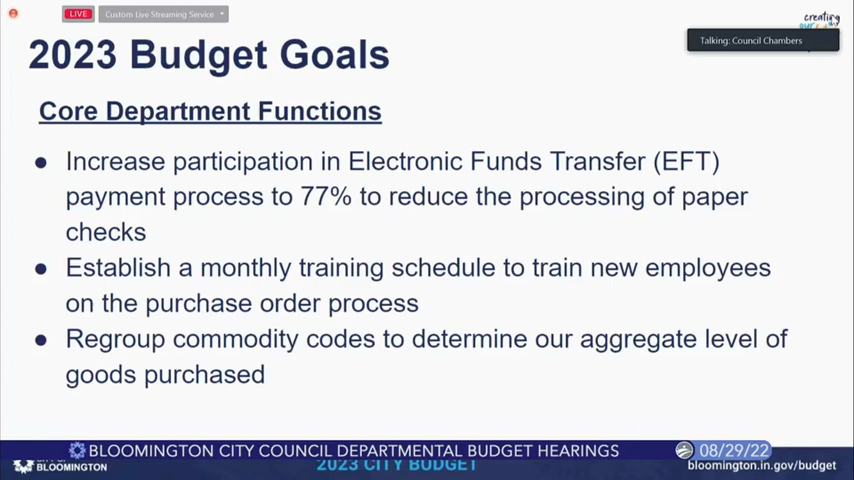 LIVE
Custom Live Streaming Service
creating
Talking: Council Chambers
2023 Budget Goals
Core Department Functions
● Increase participation in Electronic Funds Transfer (EFT)
payment process to 77% to reduce the processing of paper
checks
● Establish a monthly training schedule to train new employees
on the purchase order process
● Regroup commodity codes to determine our aggregate level of
goods purchased
BLOOMINGTON CITY COUNCIL DEPARTMENTAL BUDGET HEARINGS
08/29/22
BLOOMINGTON
2023 CITY BUDGET
bloomington.in.gov/budget